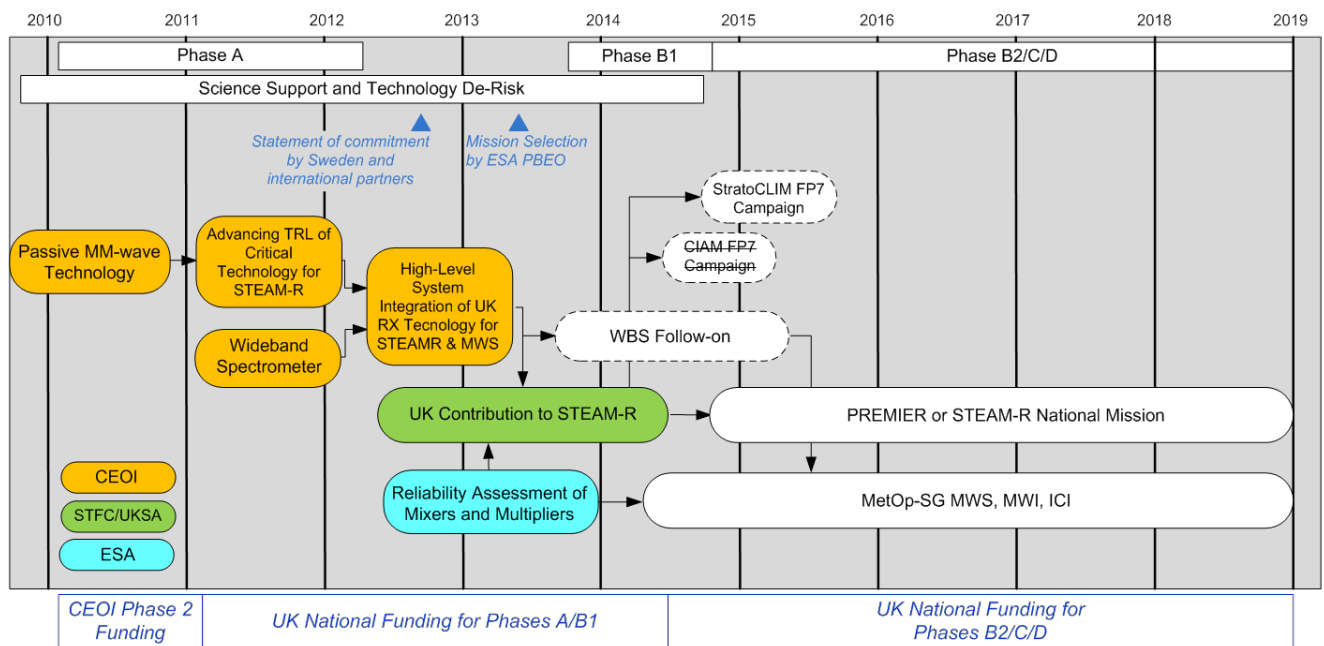 2010 2011 2012 2013 2014 2015 2016 2017 2018 2019
Phase A
Phase B1
Phase B2/C/D
Science Support and Technology De-Risk
Statement of commitment
by Sweden and
international partners
Mission Selection
by ESA PBEO
StratoCLIM FP7
Campaign
CIAM FP7
Campaign
Passive MM-wave
Technology
Advancing TRL of
Critical
Technology for
STEAM-R
High-Level
System
Integration of UK
RX Tecnology for
STEAMR & MWS
Wideband
Spectrometer
WBS Follow-on
UK Contribution to STEAM-R
PREMIER or STEAM-R National Mission
Reliability Assessment of
Mixers and Multipliers
MetOp-SG MWS, MWI, ICI
CEOI
STFC/UKSA
ESA
CEOI Phase 2
Funding
UK National Funding for Phases A/B1
UK National Funding for
Phases B2/C/D